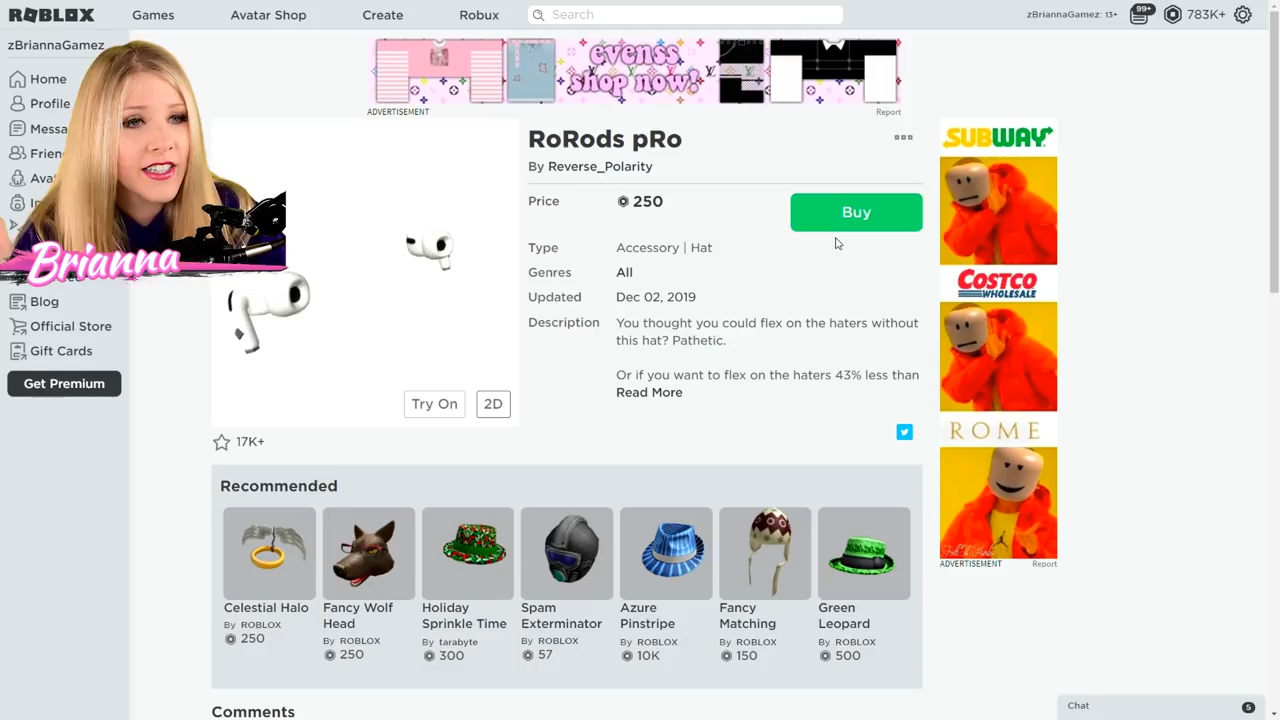 ROBLOX
Games
Avatar Shop
Create
Robux
Search
zBriannaGamez: 13+
99+
783K+
zBriannaGamez
Home
Profile
Messa
Frien
Ava
In
Blog
Official Store
Gift Cards
Get Premium
Brianna
evenss
shop now!
ADVERTISEMENT
Report
RoRods pRo
By Reverse_Polarity
Price
250
Buy
Type
Accessory | Hat
Genres
All
Updated
Dec 02, 2019
Description
You thought you could flex on the haters without
this hat? Pathetic.
Or if you want to flex on the haters 43% less than
Read More
Try On
2D
17K+
SUBWAY
COSTCO
WHOLESALE
ROME
ADVERTISEMENT
Report
Recommended
Celestial Halo
By ROBLOX
250
Fancy Wolf
Head
By ROBLOX
250
Holiday
Sprinkle Time
By tarabyte
300
Spam
Exterminator
By ROBLOX
57
Azure
Pinstripe
By ROBLOX
10K
Fancy
Matching
By ROBLOX
150
Green
Leopard
By ROBLOX
500
Comments
Chat
5